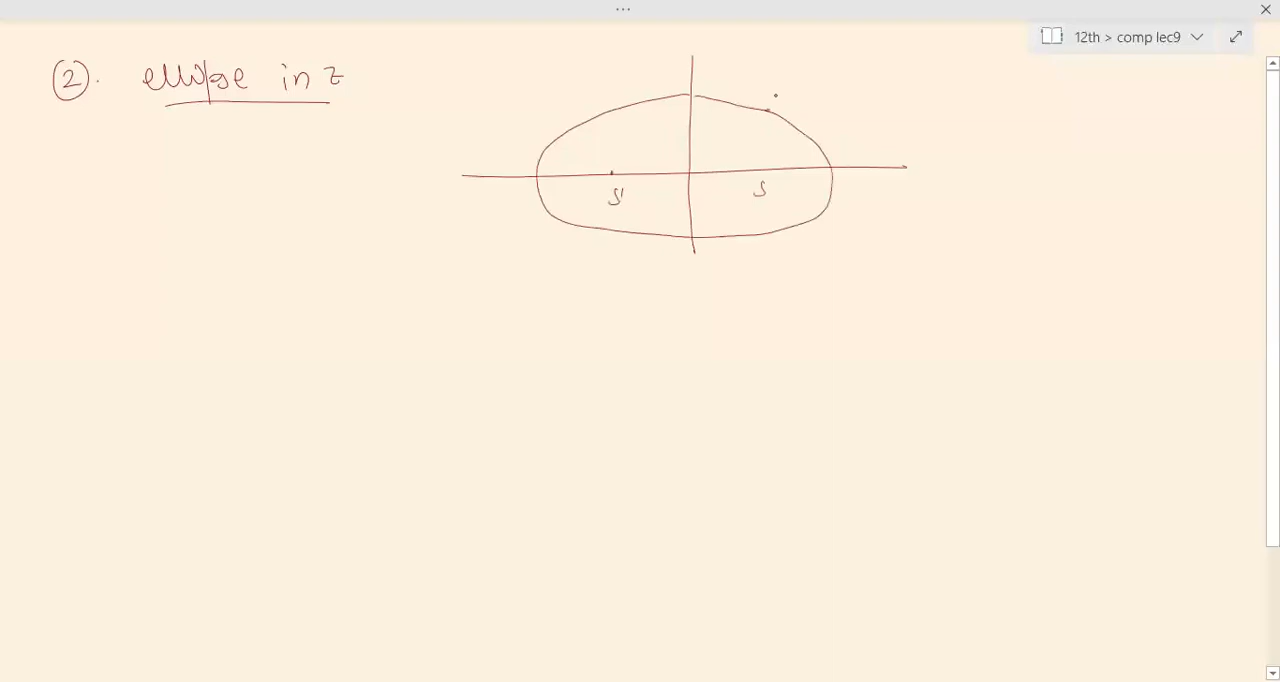 12th > comp lec9
②. ellipse in z
S' S